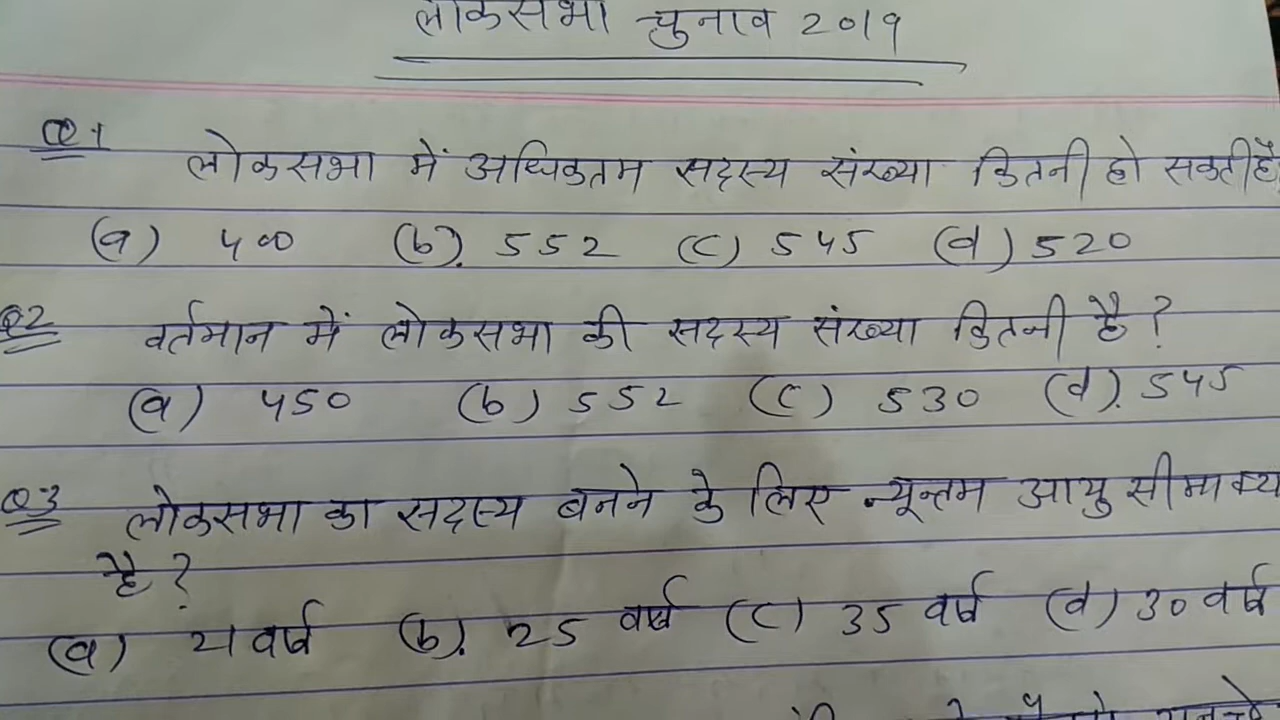 लोकसभा चुनाव 2019
Q1 लोकसभा में अधिकतम सदस्य संख्या कितनी हो सकती है
(a) 400 (b). 552 (c) 545 (d) 520
Q2 वर्तमान में लोकसभा की सदस्य संख्या कितनी है ?
(a) 450 (b) 552 (c) 530 (d). 545
Q3 लोकसभा का सदस्य बनने के लिए न्यूनतम आयु सीमा क्य
है ?
(a) 21 वर्ष (b). 25 वर्ष (c) 35 वर्ष (d) 30 वर्ष